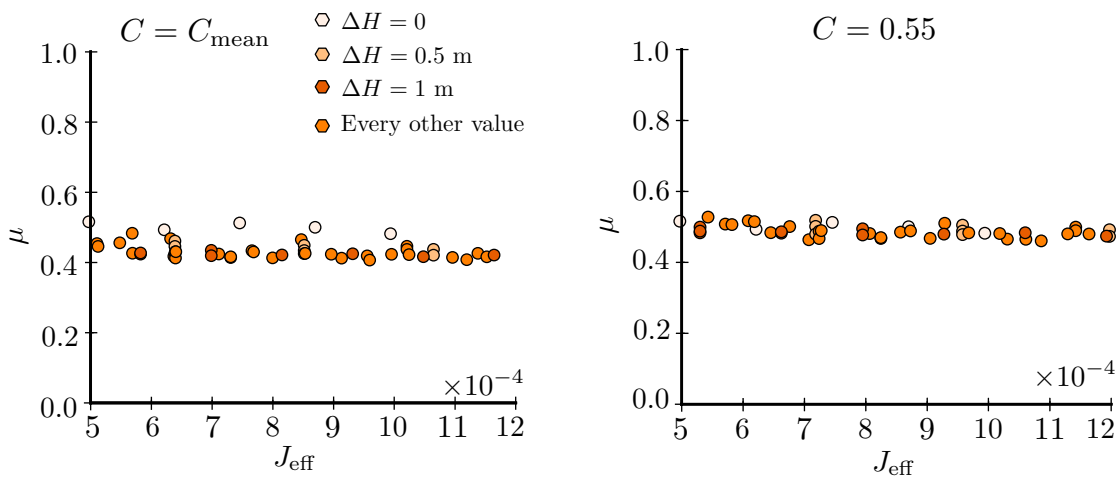 C = C_mean
ΔH = 0
ΔH = 0.5 m
ΔH = 1 m
Every other value
1.0
0.8
0.6
0.4
0.2
0.0
μ
×10⁻⁴
5 6 7 8 9 10 11 12
J_eff
C = 0.55
1.0
0.8
0.6
0.4
0.2
0.0
μ
×10⁻⁴
5 6 7 8 9 10 11 12
J_eff